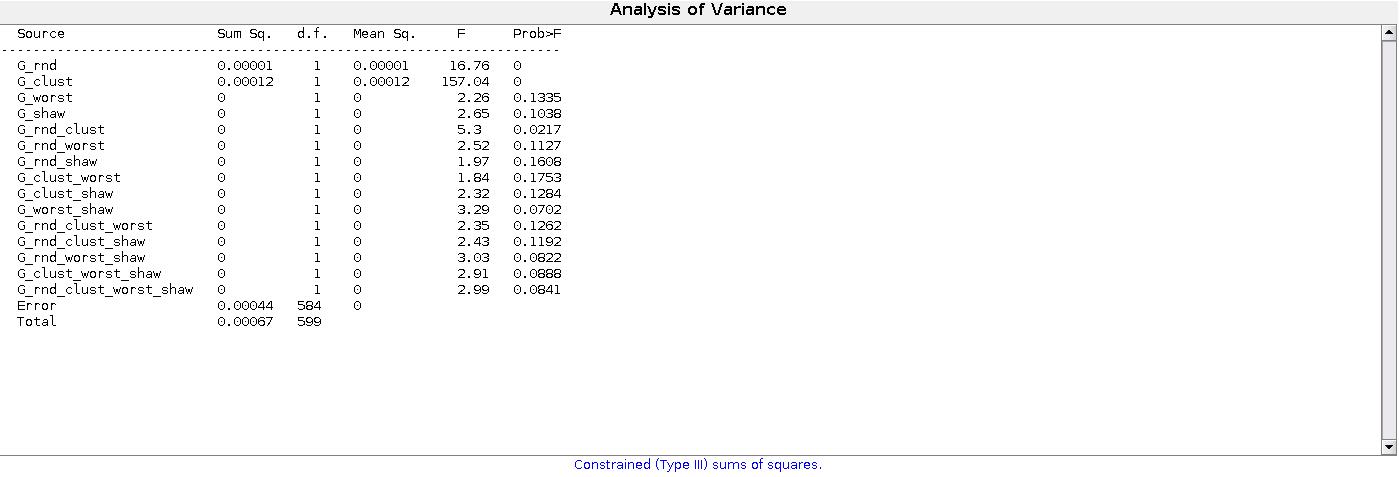 Analysis of Variance
Source Sum Sq. d.f. Mean Sq. F Prob>F
G_rnd 0.00001 1 0.00001 16.76 0
G_clust 0.00012 1 0.00012 157.04 0
G_worst 0 1 0 2.26 0.1335
G_shaw 0 1 0 2.65 0.1038
G_rnd_clust 0 1 0 5.3 0.0217
G_rnd_worst 0 1 0 2.52 0.1127
G_rnd_shaw 0 1 0 1.97 0.1608
G_clust_worst 0 1 0 1.84 0.1753
G_clust_shaw 0 1 0 2.32 0.1284
G_worst_shaw 0 1 0 3.29 0.0702
G_rnd_clust_worst 0 1 0 2.35 0.1262
G_rnd_clust_shaw 0 1 0 2.43 0.1192
G_rnd_worst_shaw 0 1 0 3.03 0.0822
G_clust_worst_shaw 0 1 0 2.91 0.0888
G_rnd_clust_worst_shaw 0 1 0 2.99 0.0841
Error 0.00044 584 0
Total 0.00067 599
Constrained (Type III) sums of squares.